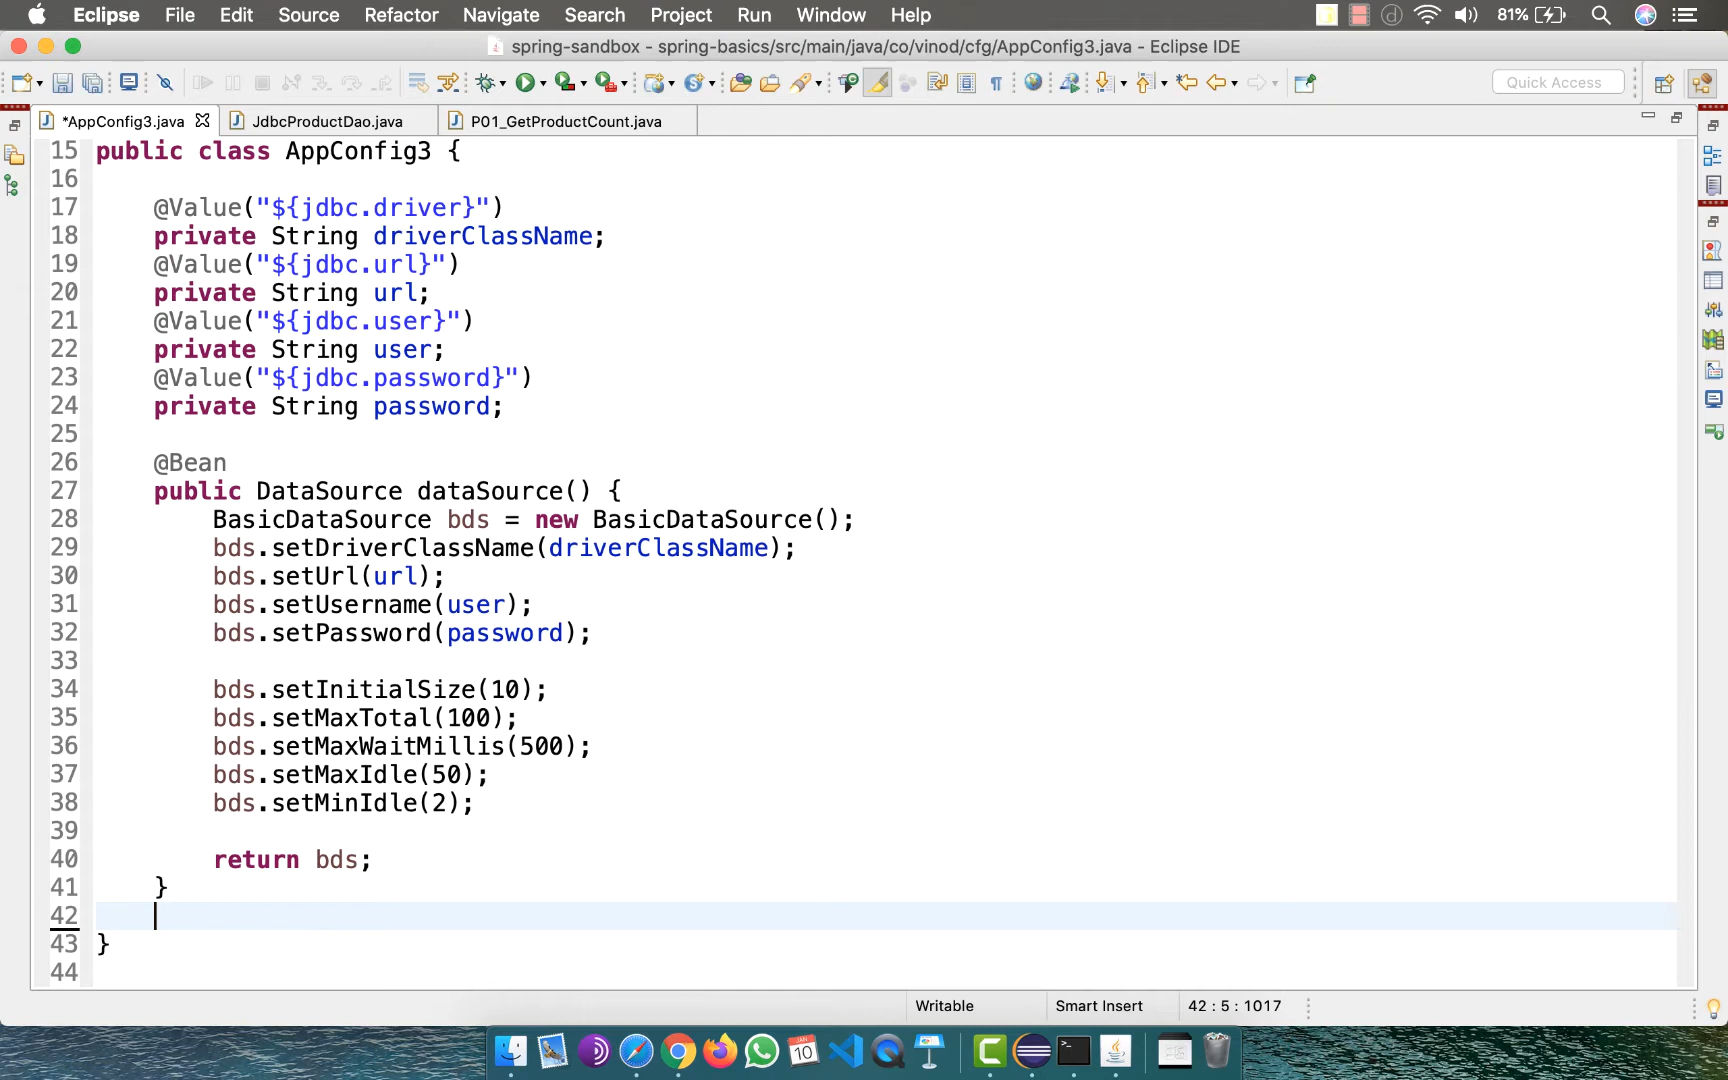 Eclipse File Edit Source Refactor Navigate Search Project Run Window Help 81%
spring-sandbox - spring-basics/src/main/java/co/vinod/cfg/AppConfig3.java - Eclipse IDE
Quick Access
*AppConfig3.java JdbcProductDao.java P01_GetProductCount.java
15 public class AppConfig3 {
16
17 @Value("${jdbc.driver}")
18 private String driverClassName;
19 @Value("${jdbc.url}")
20 private String url;
21 @Value("${jdbc.user}")
22 private String user;
23 @Value("${jdbc.password}")
24 private String password;
25
26 @Bean
27 public DataSource dataSource() {
28 BasicDataSource bds = new BasicDataSource();
29 bds.setDriverClassName(driverClassName);
30 bds.setUrl(url);
31 bds.setUsername(user);
32 bds.setPassword(password);
33
34 bds.setInitialSize(10);
35 bds.setMaxTotal(100);
36 bds.setMaxWaitMillis(500);
37 bds.setMaxIdle(50);
38 bds.setMinIdle(2);
39
40 return bds;
41 }
42
43 }
44
Writable Smart Insert 42 : 5 : 1017
JAN
10